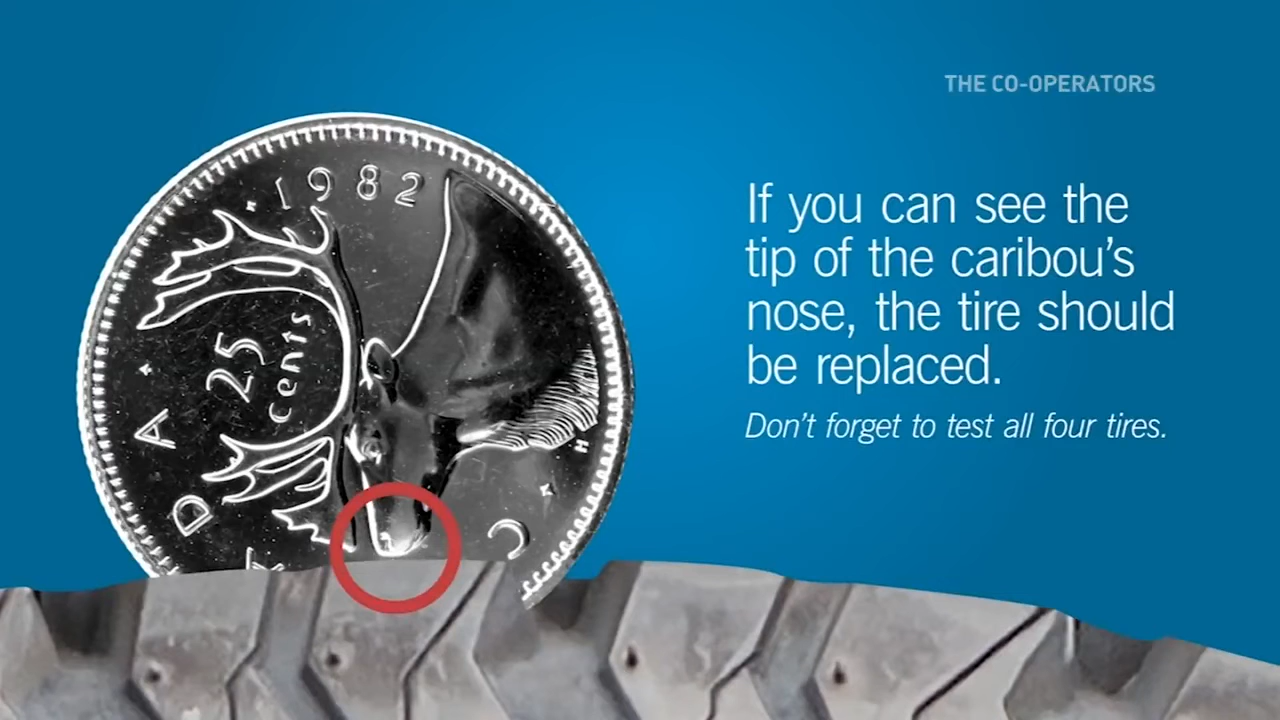 THE CO-OPERATORS
1982
25
cents
A
D
C
H
If you can see the
tip of the caribou's
nose, the tire should
be replaced.
Don't forget to test all four tires.